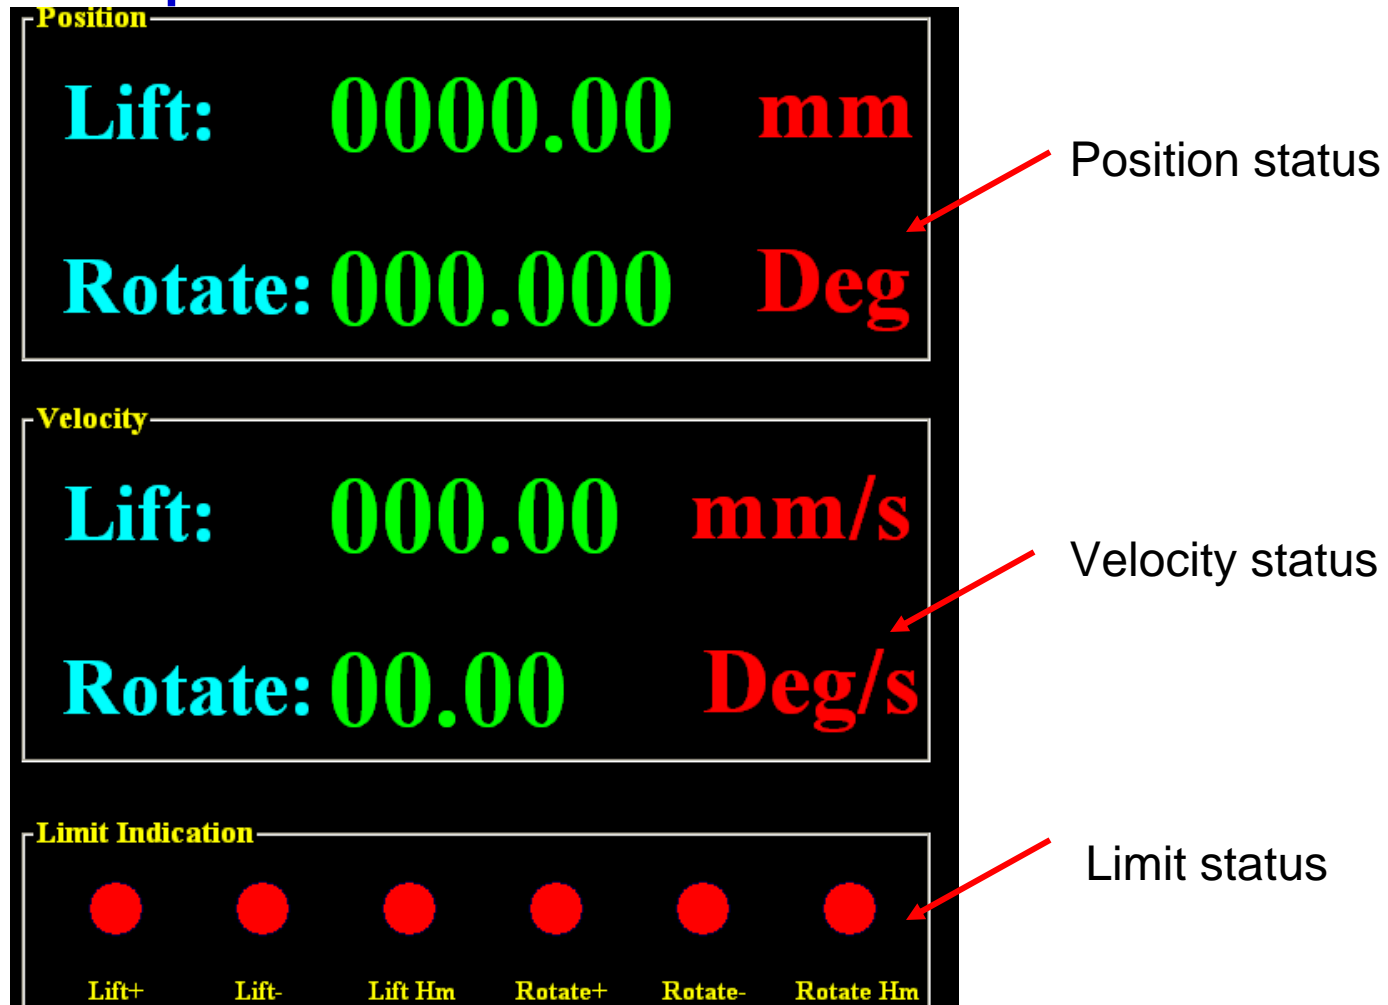 Position
Lift: 0000.00 mm
Position status
Rotate: 000.000 Deg
Velocity
Lift: 000.00 mm/s
Velocity status
Rotate: 00.00 Deg/s
Limit Indication
Limit status
Lift+ Lift- Lift Hm Rotate+ Rotate- Rotate Hm